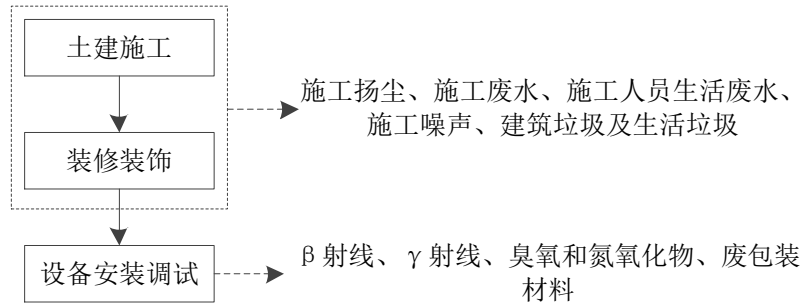 土建施工
施工扬尘、施工废水、施工人员生活废水、
施工噪声、建筑垃圾及生活垃圾
装修装饰
设备安装调试
β射线、γ射线、臭氧和氮氧化物、废包装
材料